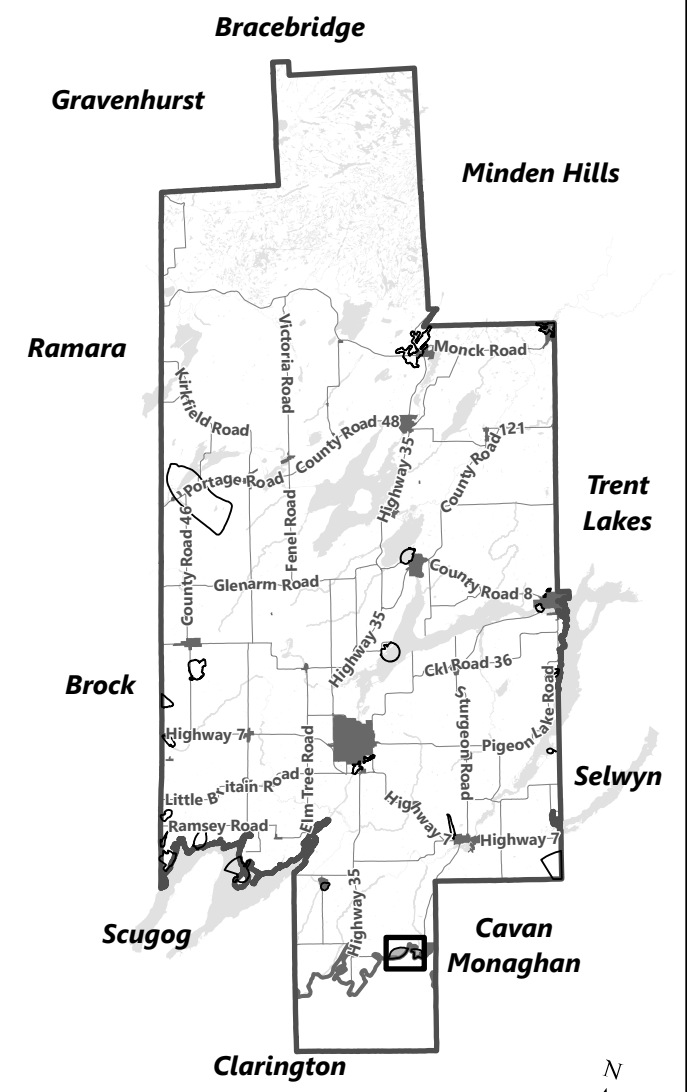 Bracebridge
Gravenhurst
Minden Hills
Ramara
Victoria Road
Monck Road
Kirkfield Road
County Road 48
121
Highway 35
County Road
Portage Road
Trent
Lakes
County Road 46
Fenel Road
Glenarm Road
County Road 8
Highway 35
Ckl Road 36
Brock
Sturgeon Road
Pigeon Lake Road
Highway 7
Elm Tree Road
Selwyn
Little Britain Road
Highway 7
Ramsey Road
Highway 7
Highway 35
Scugog
Cavan
Monaghan
Clarington
N